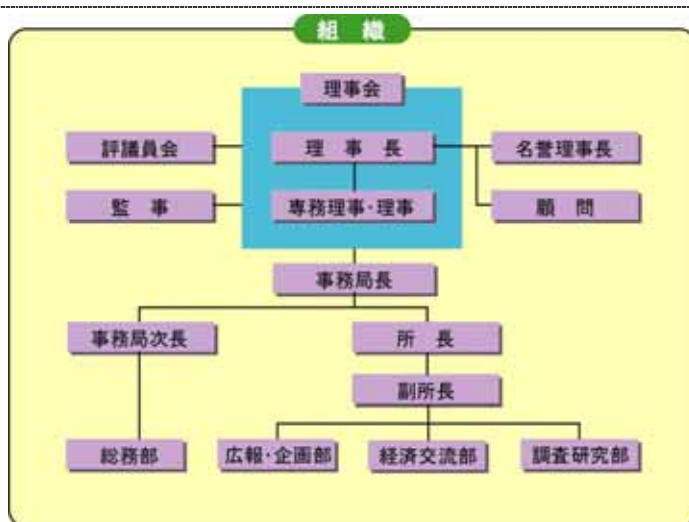 組 織
理事会
評議員会
理 事 長
名誉理事長
監 事
専務理事・理事
顧 問
事務局長
事務局次長
所 長
副所長
総務部
広報・企画部
経済交流部
調査研究部